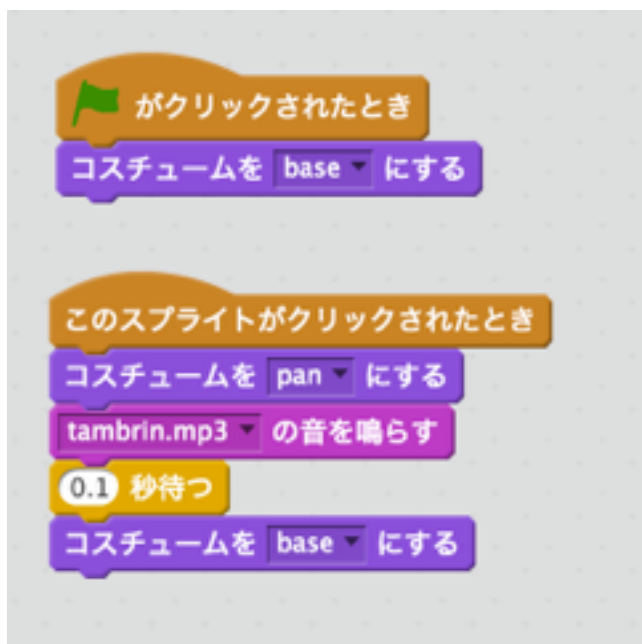 がクリックされたとき
コスチュームを base にする
このスプライトがクリックされたとき
コスチュームを pan にする
tambrin.mp3 の音を鳴らす
0.1 秒待つ
コスチュームを base にする